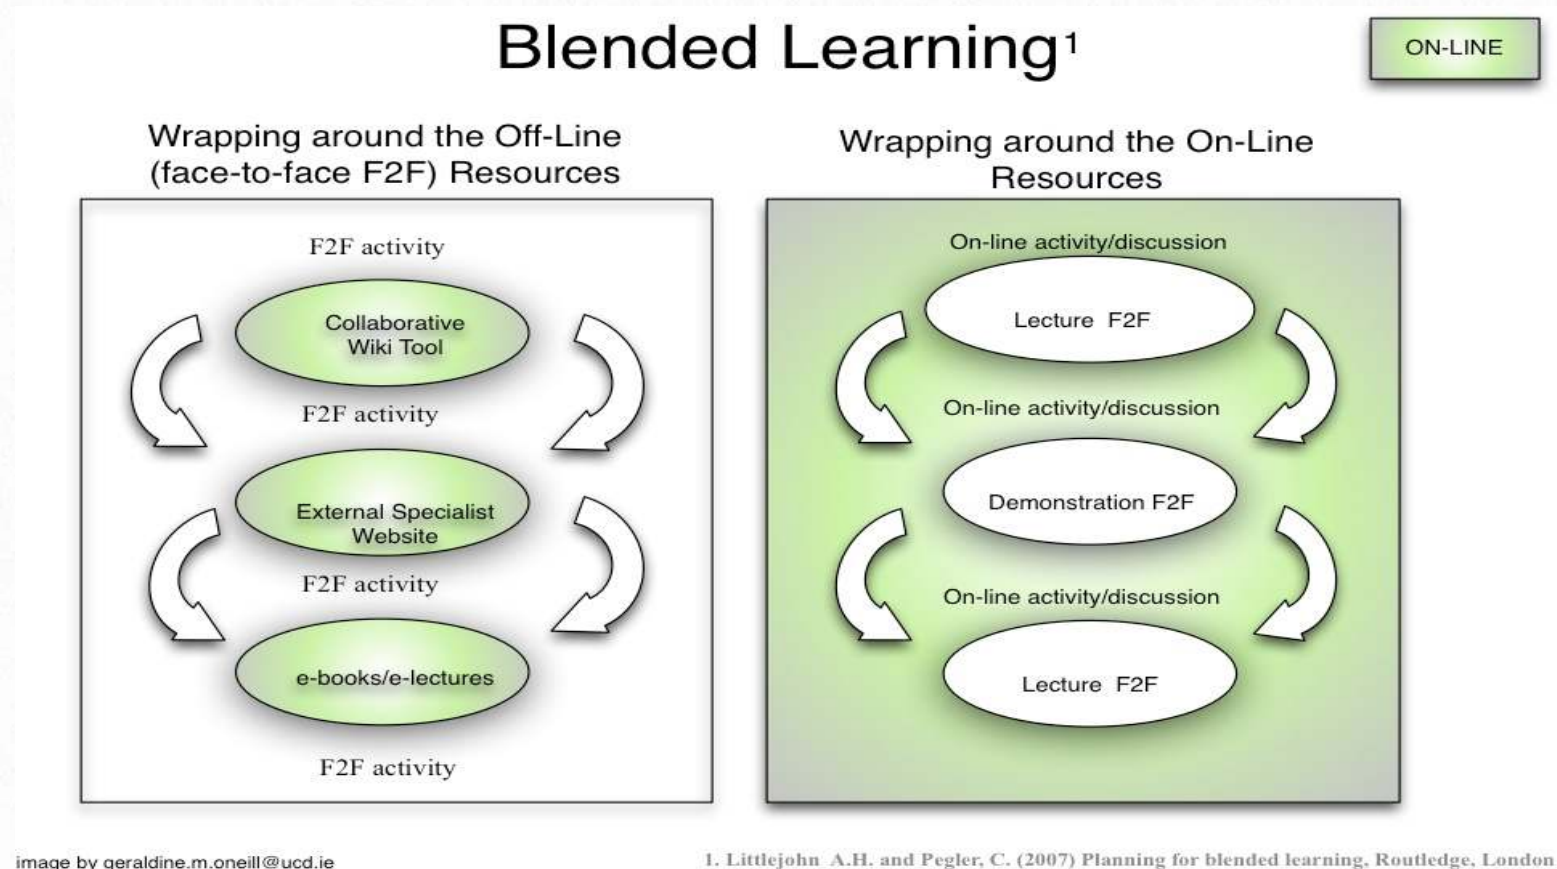 Blended Learning¹
ON-LINE
Wrapping around the Off-Line
(face-to-face F2F) Resources
F2F activity
Collaborative
Wiki Tool
F2F activity
External Specialist
Website
F2F activity
e-books/e-lectures
F2F activity
Wrapping around the On-Line
Resources
On-line activity/discussion
Lecture F2F
On-line activity/discussion
Demonstration F2F
On-line activity/discussion
Lecture F2F
image by geraldine.m.oneill@ucd.ie
1. Littlejohn A.H. and Pegler, C. (2007) Planning for blended learning, Routledge, London